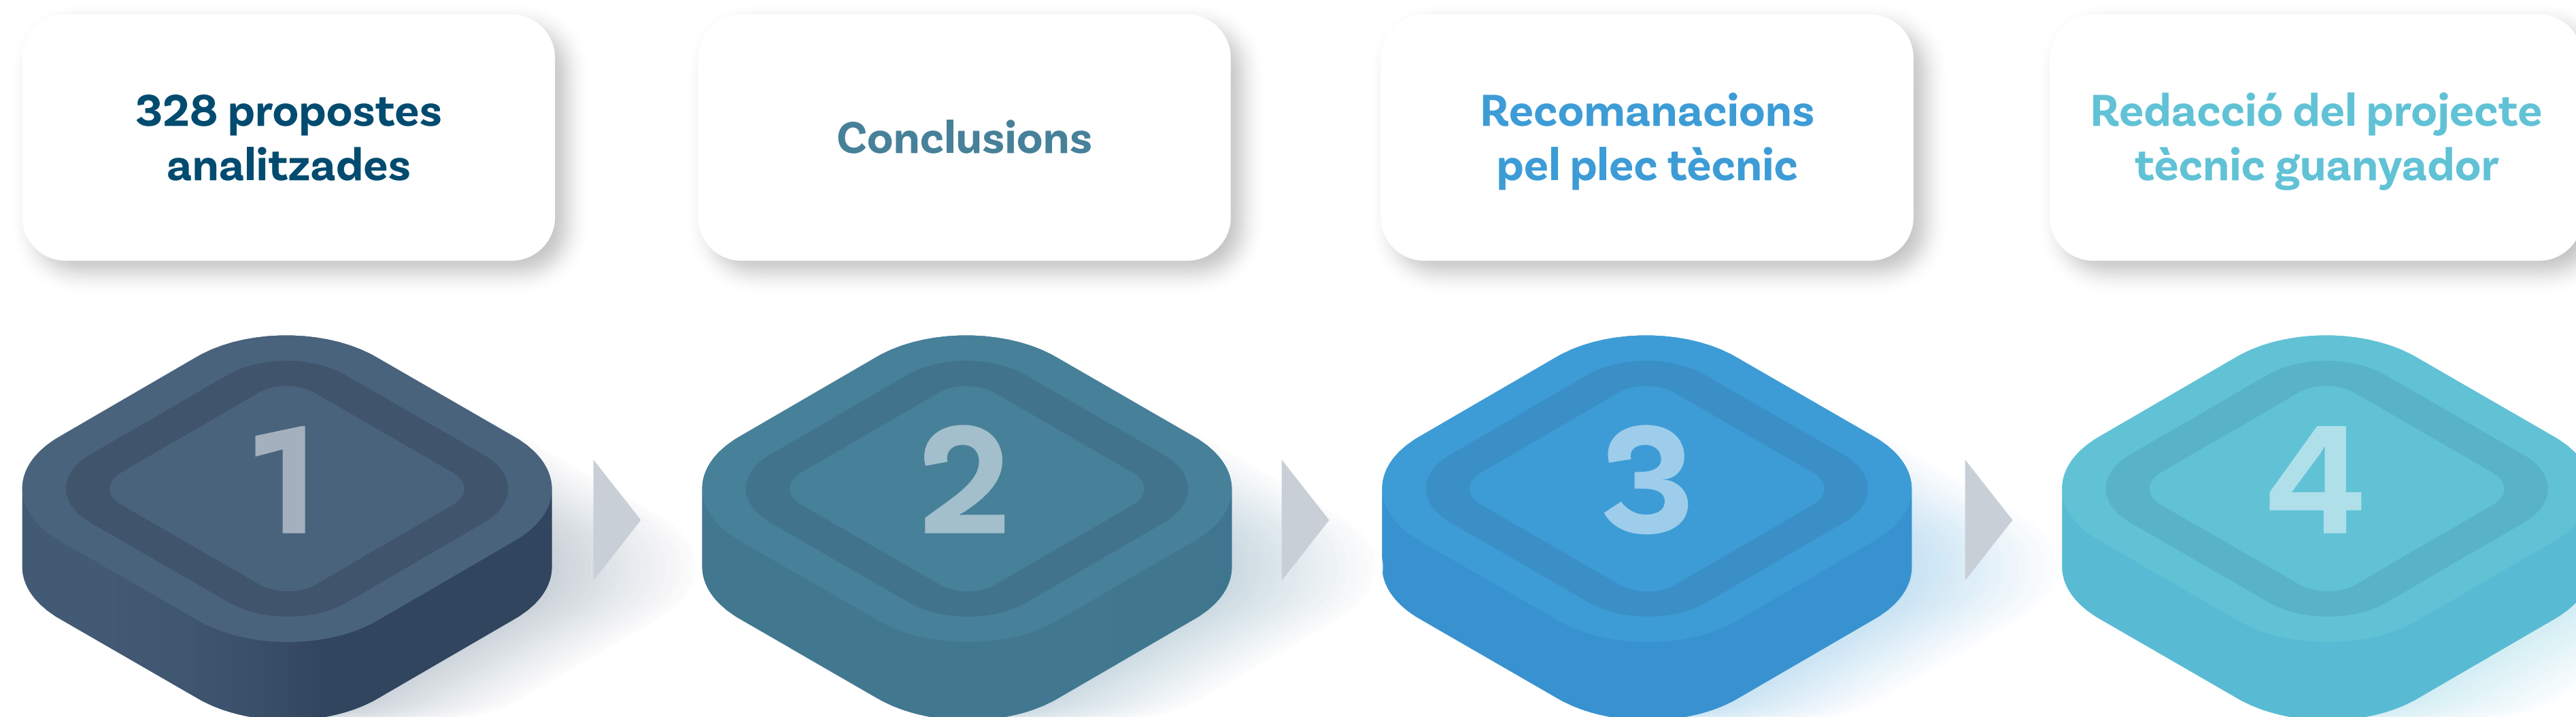 328 propostes
analitzades
Conclusions
Recomanacions
pel plec tècnic
Redacció del projecte
tècnic guanyador
1
2
3
4